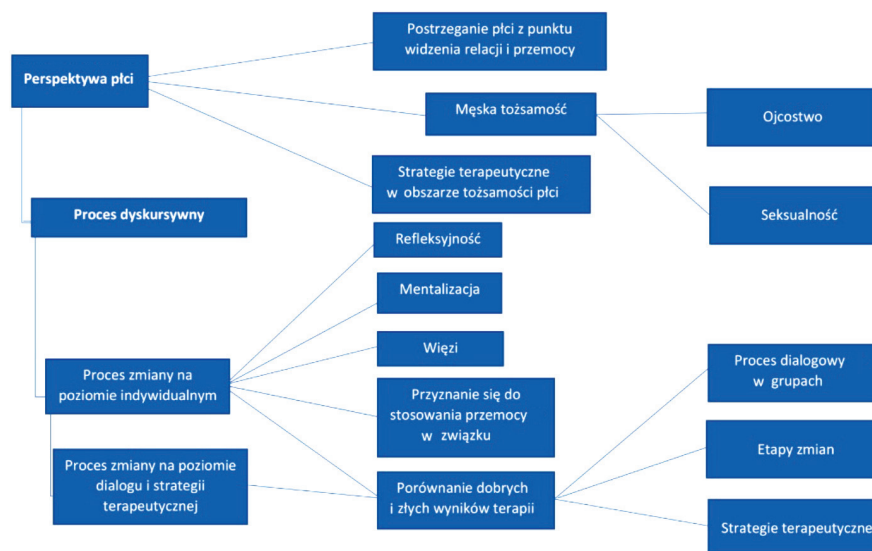 Postrzeganie płci z punktu
widzenia relacji i przemocy
Perspektywa płci
Męska tożsamość
Ojcostwo
Strategie terapeutyczne
w obszarze tożsamości płci
Proces dyskursywny
Seksualność
Refleksyjność
Mentalizacja
Więzi
Proces zmiany na
poziomie indywidualnym
Proces dialogowy
w grupach
Przyznanie się do
stosowania przemocy
w związku
Etapy zmian
Proces zmiany na poziomie
dialogu i strategii
terapeutycznej
Porównanie dobrych
i złych wyników terapii
Strategie terapeutyczne